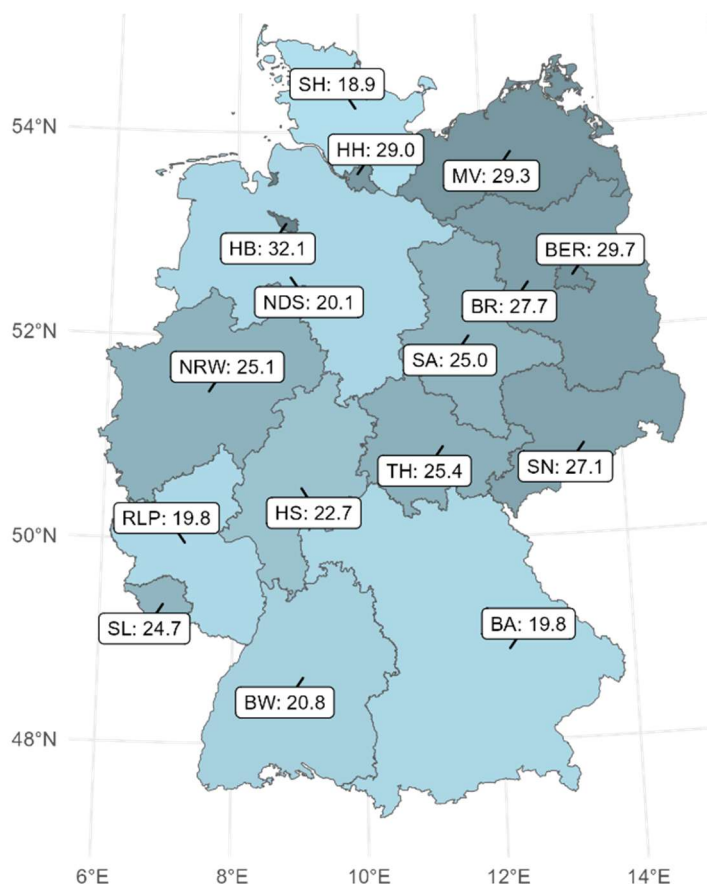 SH: 18.9
54°N
HH: 29.0
MV: 29.3
HB: 32.1
BER: 29.7
NDS: 20.1
BR: 27.7
52°N
NRW: 25.1
SA: 25.0
TH: 25.4
SN: 27.1
RLP: 19.8
HS: 22.7
50°N
SL: 24.7
BA: 19.8
BW: 20.8
48°N
6°E 8°E 10°E 12°E 14°E